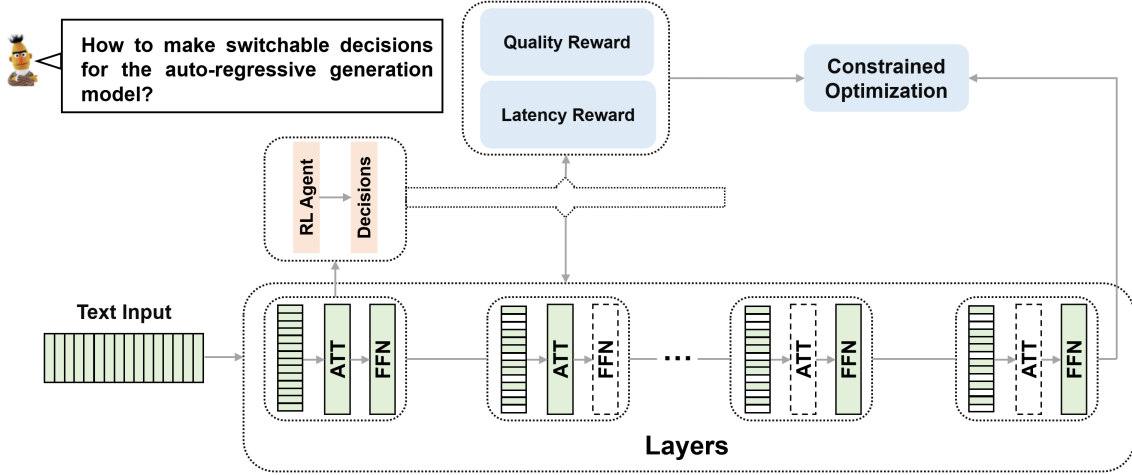 How to make switchable decisions
for the auto-regressive generation
model?
Quality Reward
Latency Reward
Constrained
Optimization
RL Agent
Decisions
Text Input
ATT
FFN
ATT
FFN
...
ATT
FFN
ATT
FFN
Layers